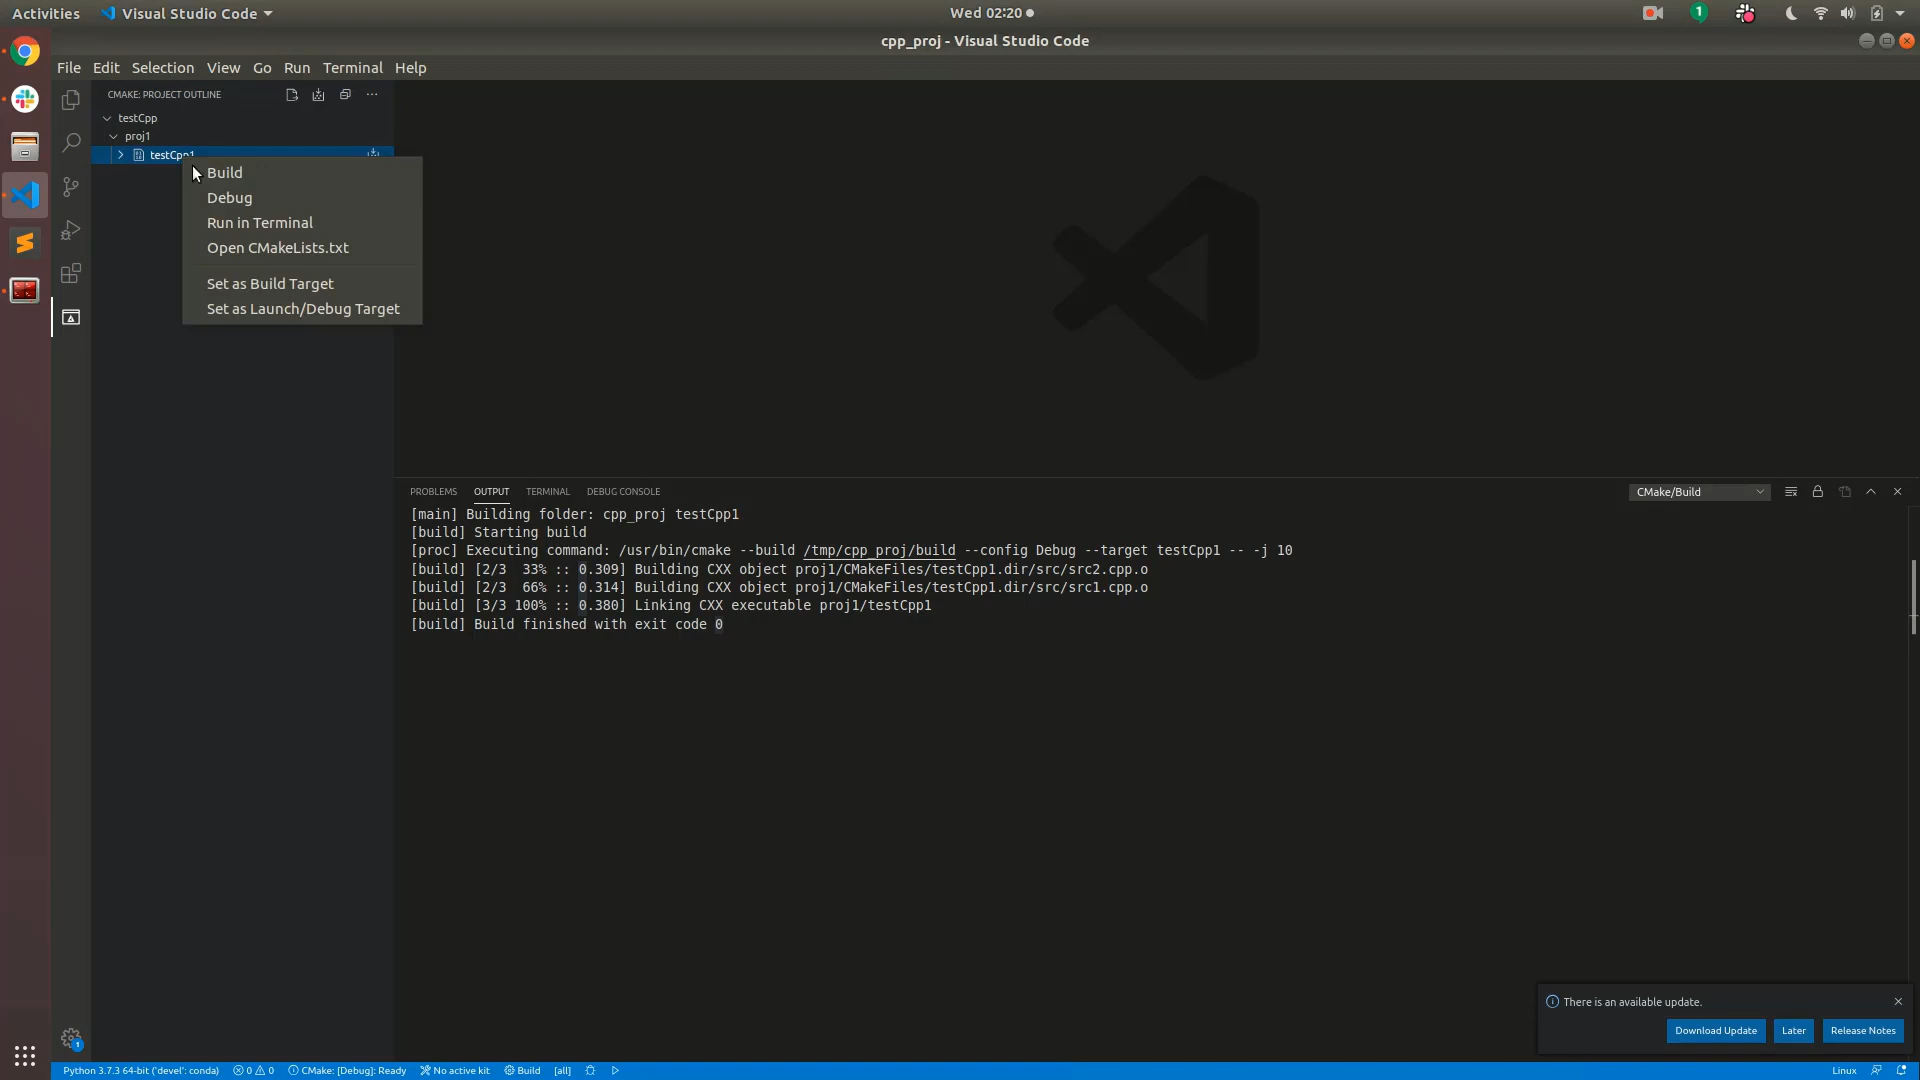 Activities
Visual Studio Code
Wed 02:20
1
cpp_proj - Visual Studio Code
File Edit Selection View Go Run Terminal Help
CMAKE: PROJECT OUTLINE
testCpp
proj1
testCpp1
Build
Debug
Run in Terminal
Open CMakeLists.txt
Set as Build Target
Set as Launch/Debug Target
PROBLEMS OUTPUT TERMINAL DEBUG CONSOLE
CMake/Build
[main] Building folder: cpp_proj testCpp1
[build] Starting build
[proc] Executing command: /usr/bin/cmake --build /tmp/cpp_proj/build --config Debug --target testCpp1 -- -j 10
[build] [2/3  33% :: 0.309] Building CXX object proj1/CMakeFiles/testCpp1.dir/src/src2.cpp.o
[build] [2/3  66% :: 0.314] Building CXX object proj1/CMakeFiles/testCpp1.dir/src/src1.cpp.o
[build] [3/3 100% :: 0.380] Linking CXX executable proj1/testCpp1
[build] Build finished with exit code 0
There is an available update.
Download Update
Later
Release Notes
1
Python 3.7.3 64-bit ('devel': conda) 0 0 CMake: [Debug]: Ready No active kit Build [all] Linux